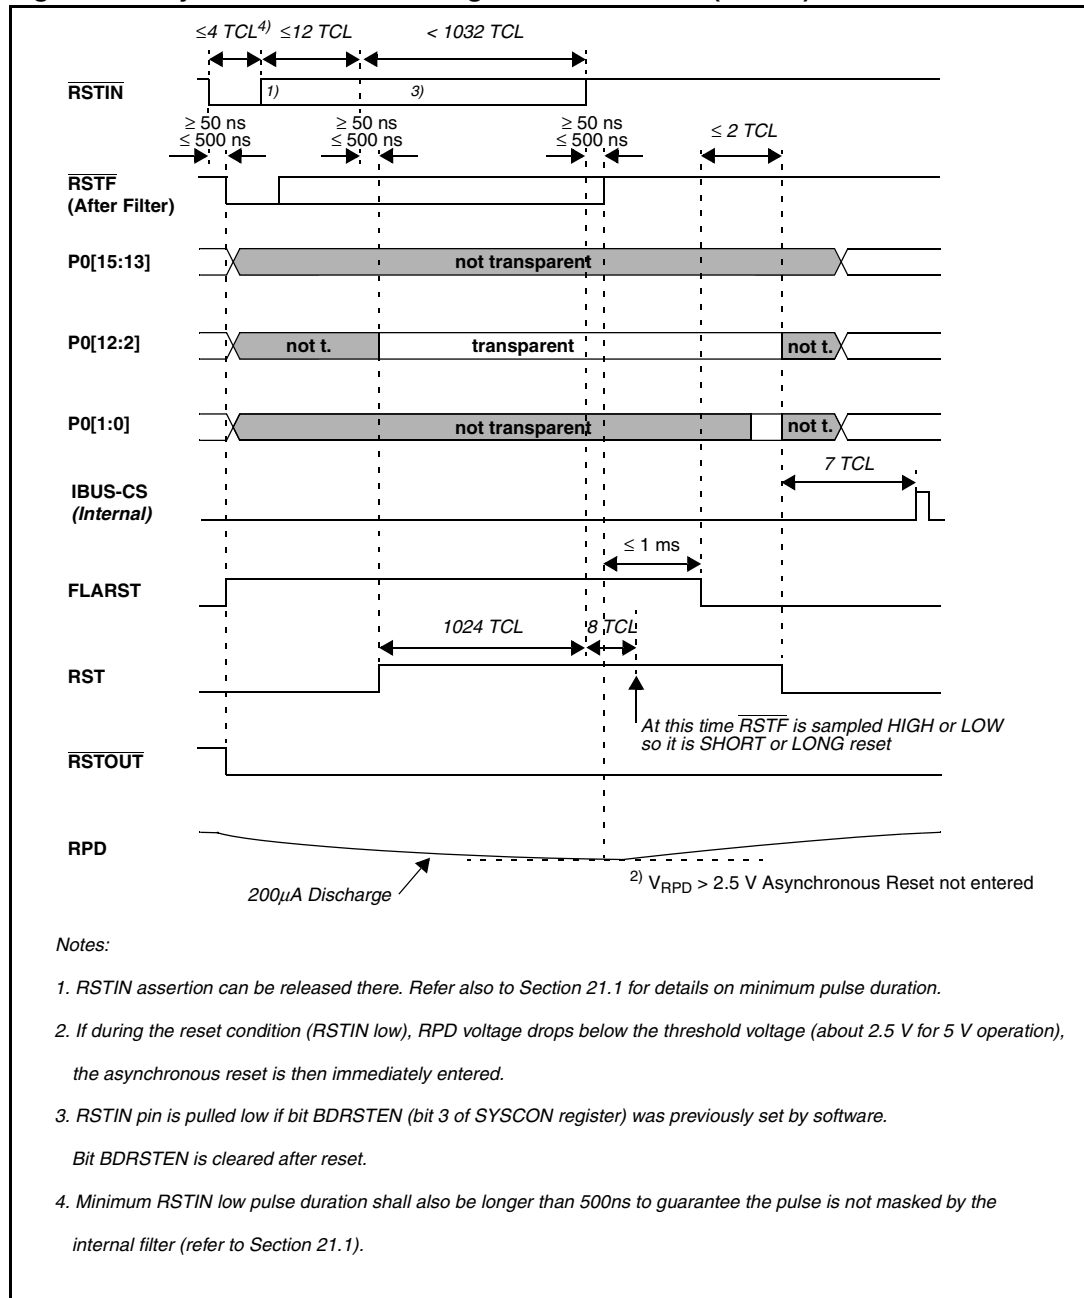 ≤4 TCL4) ≤12 TCL < 1032 TCL
RSTIN
1) 3)
≥ 50 ns ≥ 50 ns ≥ 50 ns ≤ 2 TCL
≤ 500 ns ≤ 500 ns ≤ 500 ns
RSTF
(After Filter)
P0[15:13] not transparent
P0[12:2] not t. transparent not t.
P0[1:0] not transparent not t.
7 TCL
IBUS-CS
(Internal)
≤ 1 ms
FLARST
1024 TCL 8 TCL
RST
At this time RSTF is sampled HIGH or LOW
so it is SHORT or LONG reset
RSTOUT
RPD
200μA Discharge
2) VRPD > 2.5 V Asynchronous Reset not entered
Notes:
1. RSTIN assertion can be released there. Refer also to Section 21.1 for details on minimum pulse duration.
2. If during the reset condition (RSTIN low), RPD voltage drops below the threshold voltage (about 2.5 V for 5 V operation),
the asynchronous reset is then immediately entered.
3. RSTIN pin is pulled low if bit BDRSTEN (bit 3 of SYSCON register) was previously set by software.
Bit BDRSTEN is cleared after reset.
4. Minimum RSTIN low pulse duration shall also be longer than 500ns to guarantee the pulse is not masked by the
internal filter (refer to Section 21.1).